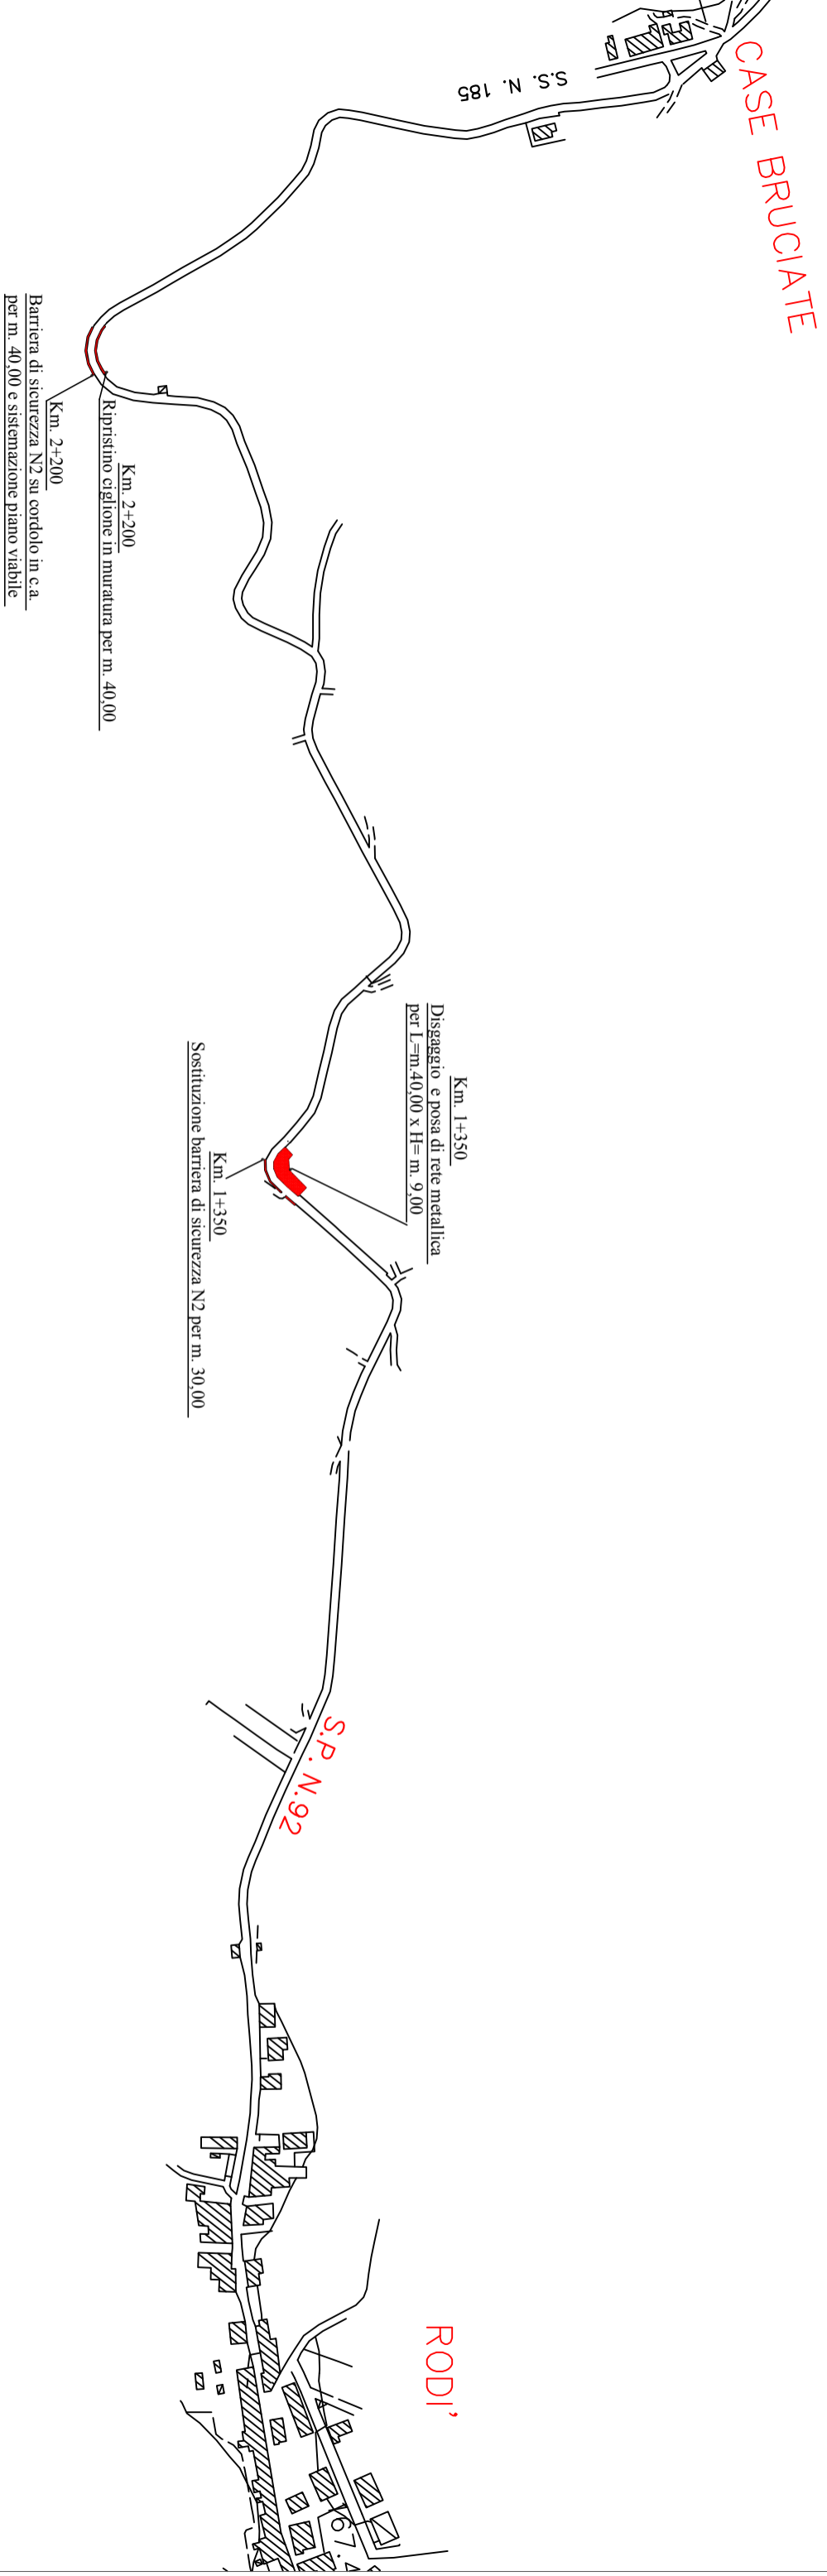 CASE BRUCIATE
S.S. N. 185
Km. 2+200
Ripristino ciglione in muratura per m. 40,00
Km. 2+200
Barriera di sicurezza N2 su cordolo in c.a.
per m. 40,00 e sistemazione piano viabile
Km. 1+350
Disgaggio e posa di rete metallica
per L=m.40,00 x H= m. 9,00
Km. 1+350
Sostituzione barriera di sicurezza N2 per m. 30,00
S.P. N.92
RODI'